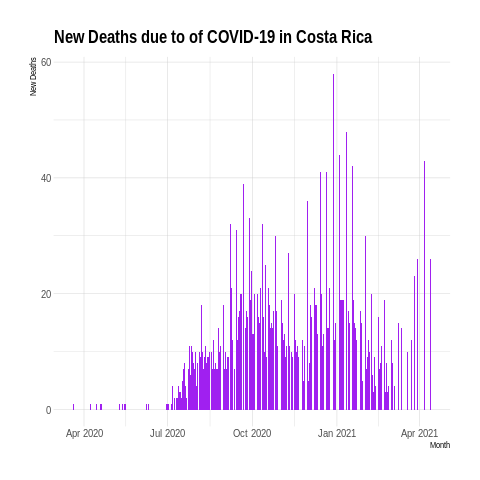 New Deaths due to of COVID-19 in Costa Rica
New Deaths
60
40
20
0
Apr 2020 Jul 2020 Oct 2020 Jan 2021 Apr 2021
Month